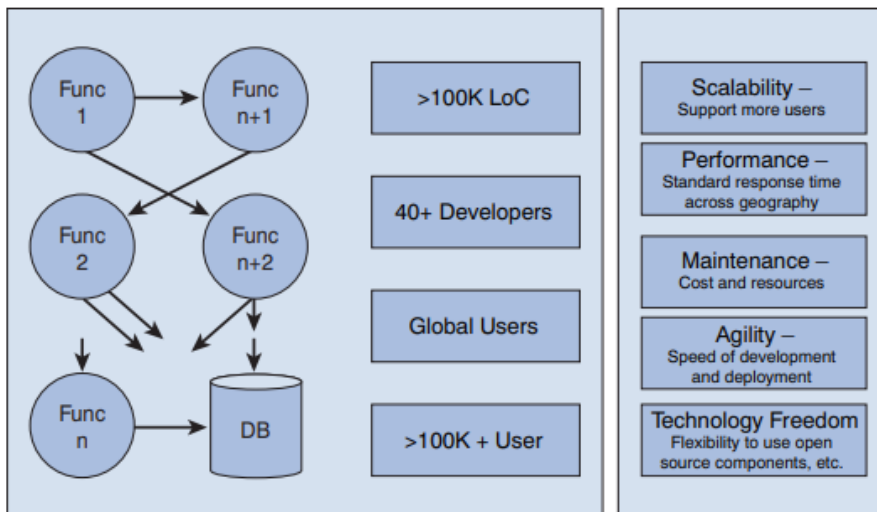 Func
1
Func
n+1
>100K LoC
Func
2
Func
n+2
40+ Developers
Global Users
Func
n
DB
>100K + User
Scalability –
Support more users
Performance –
Standard response time
across geography
Maintenance –
Cost and resources
Agility –
Speed of development
and deployment
Technology Freedom
Flexibility to use open
source components, etc.